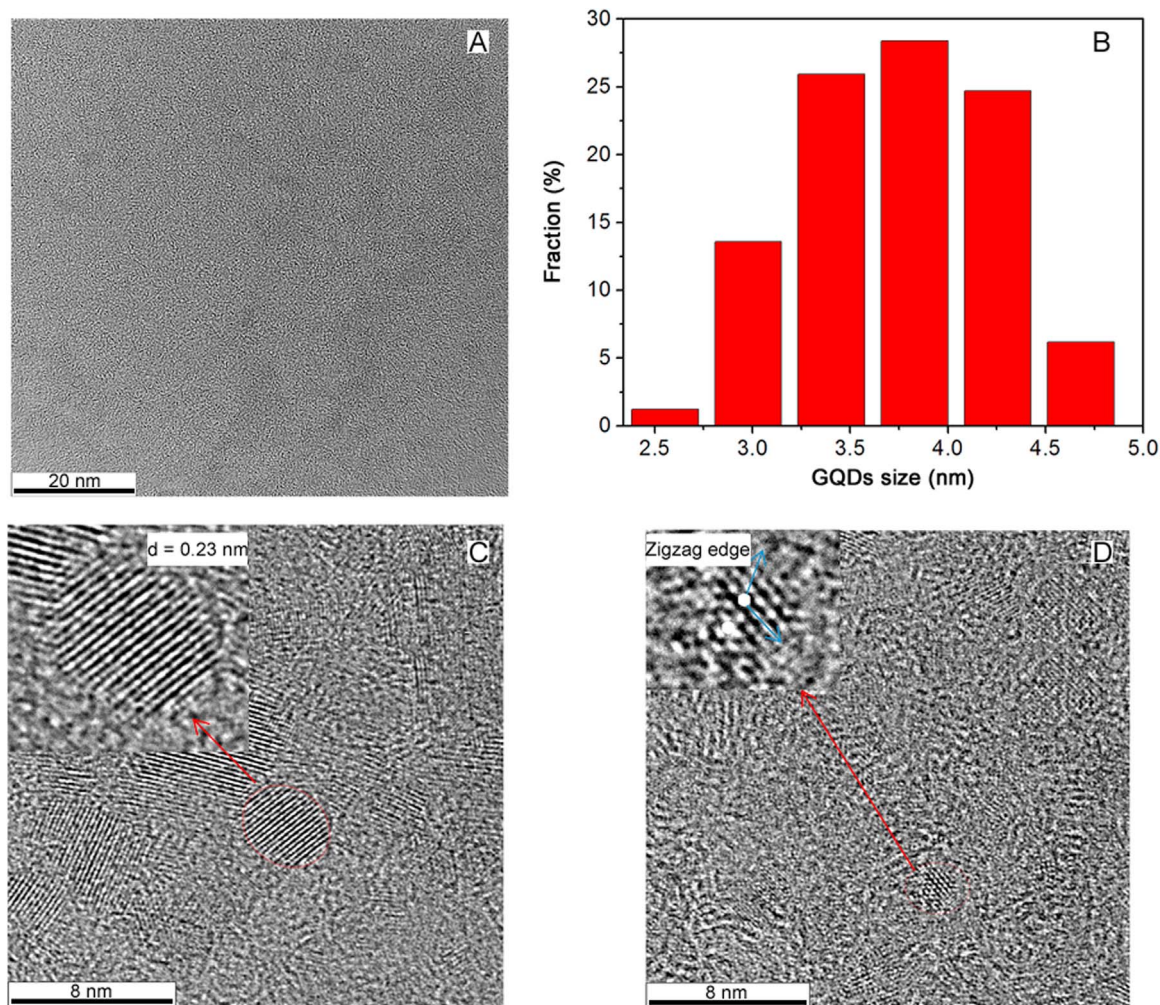 A
20 nm
B
30
25
20
15
10
5
0
Fraction (%)
2.5 3.0 3.5 4.0 4.5 5.0
GQDs size (nm)
d = 0.23 nm
C
8 nm
Zigzag edge
D
8 nm